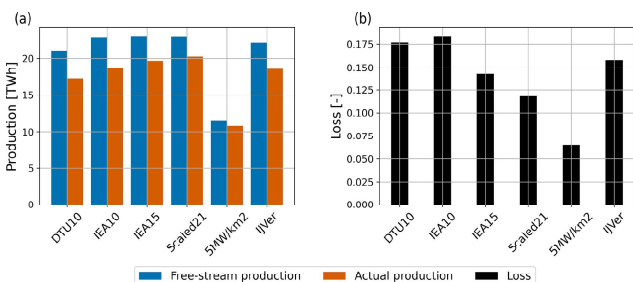 (a)
(b)
Production [TWh]
20
15
10
5
0
DTU10
IEA10
IEA15
Scaled21
5MW/km2
IJVer
Loss [-]
0.175
0.150
0.125
0.100
0.075
0.050
0.025
0.000
DTU10
IEA10
IEA15
Scaled21
5MW/km2
IJVer
Free-stream production Actual production Loss